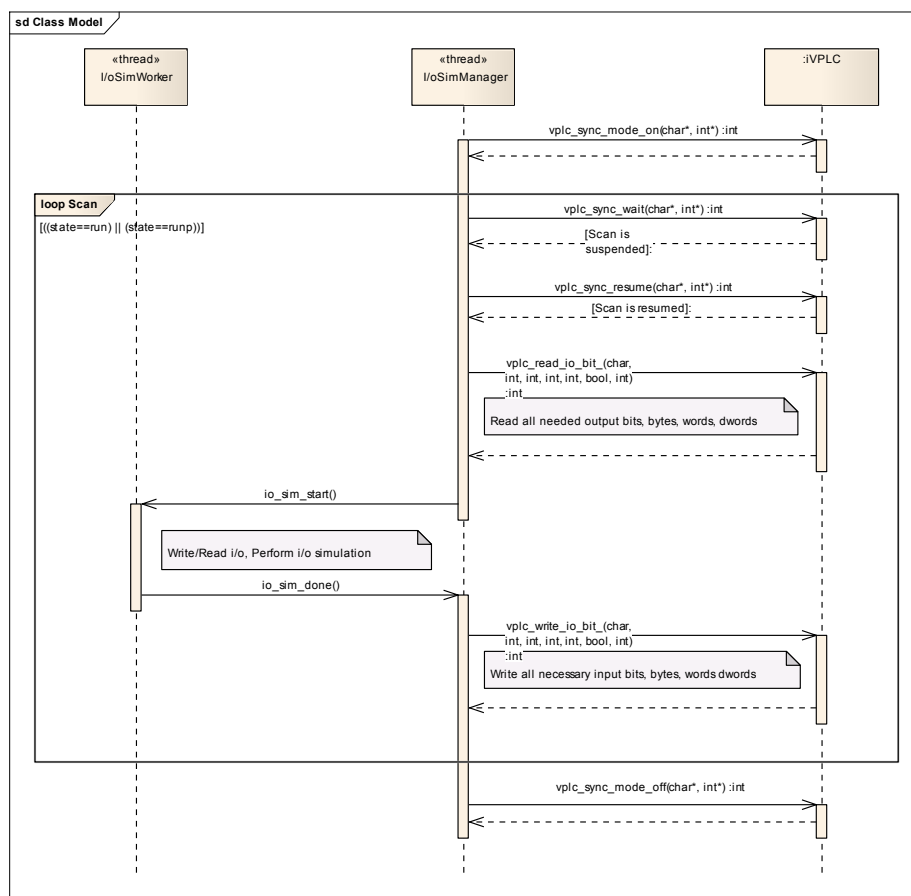 sd Class Model
«thread»
I/oSimWorker
«thread»
I/oSimManager
:iVPLC
vplc_sync_mode_on(char*, int*) :int
loop Scan
[((state==run) || (state==runp))]
vplc_sync_wait(char*, int*) :int
[Scan is
suspended]:
vplc_sync_resume(char*, int*) :int
[Scan is resumed]:
vplc_read_io_bit_(char,
int, int, int, int, bool, int)
:int
Read all needed output bits, bytes, words, dwords
io_sim_start()
Write/Read i/o, Perform i/o simulation
io_sim_done()
vplc_write_io_bit_(char,
int, int, int, int, bool, int)
:int
Write all necessary input bits, bytes, words dwords
vplc_sync_mode_off(char*, int*) :int